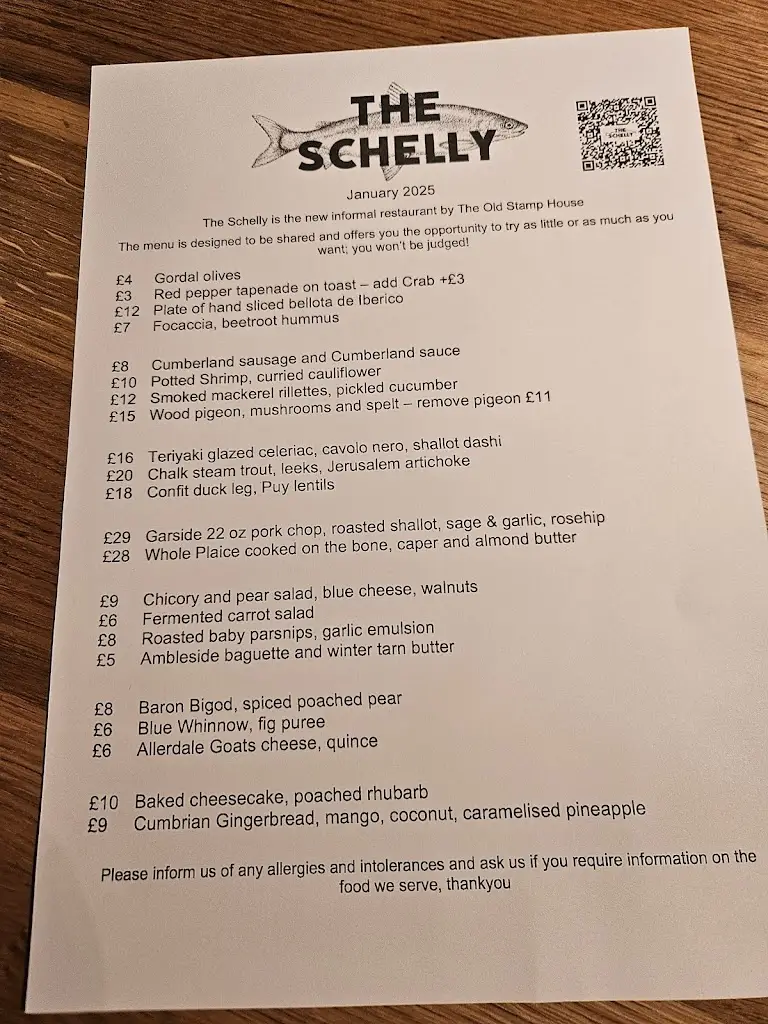 THE
SCHELLY
THE
SCHELLY
January 2025
The Schelly is the new informal restaurant by The Old Stamp House
The menu is designed to be shared and offers you the opportunity to try as little or as much as you
want; you won't be judged!
£4 Gordal olives
£3 Red pepper tapenade on toast – add Crab +£3
£12 Plate of hand sliced bellota de Iberico
£7 Focaccia, beetroot hummus
£8 Cumberland sausage and Cumberland sauce
£10 Potted Shrimp, curried cauliflower
£12 Smoked mackerel rillettes, pickled cucumber
£15 Wood pigeon, mushrooms and spelt – remove pigeon £11
£16 Teriyaki glazed celeriac, cavolo nero, shallot dashi
£20 Chalk steam trout, leeks, Jerusalem artichoke
£18 Confit duck leg, Puy lentils
£29 Garside 22 oz pork chop, roasted shallot, sage & garlic, rosehip
£28 Whole Plaice cooked on the bone, caper and almond butter
£9 Chicory and pear salad, blue cheese, walnuts
£6 Fermented carrot salad
£8 Roasted baby parsnips, garlic emulsion
£5 Ambleside baguette and winter tarn butter
£8 Baron Bigod, spiced poached pear
£6 Blue Whinnow, fig puree
£6 Allerdale Goats cheese, quince
£10 Baked cheesecake, poached rhubarb
£9 Cumbrian Gingerbread, mango, coconut, caramelised pineapple
Please inform us of any allergies and intolerances and ask us if you require information on the
food we serve, thankyou